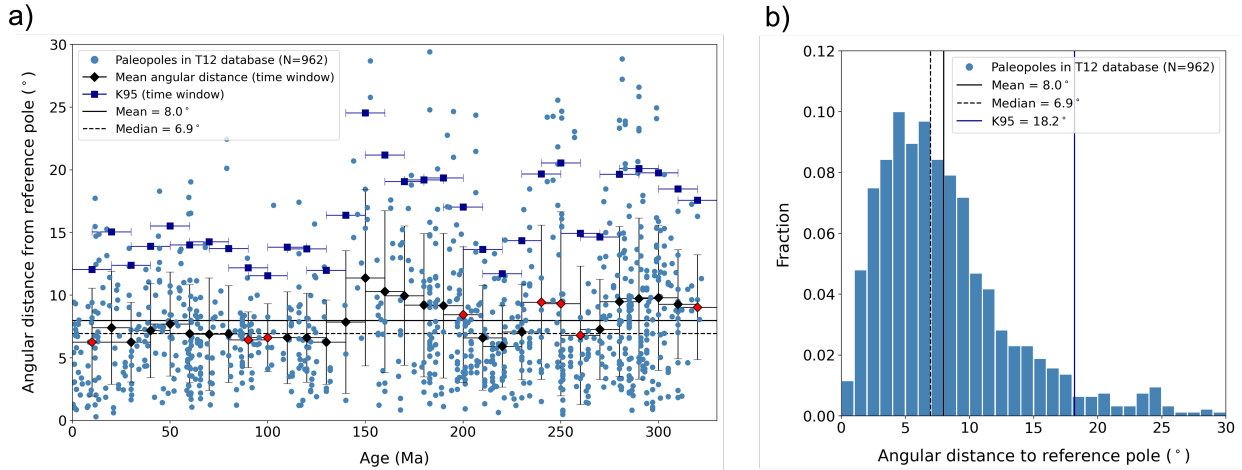 a)
30
25
20
15
10
5
0
Angular distance from reference pole (°)
Paleopoles in T12 database (N=962)
Mean angular distance (time window)
K95 (time window)
Mean = 8.0°
Median = 6.9°
0 50 100 150 200 250 300
Age (Ma)
b)
0.12
0.10
0.08
0.06
0.04
0.02
0.00
Fraction
Paleopoles in T12 database (N=962)
Mean = 8.0°
Median = 6.9°
K95 = 18.2°
0 5 10 15 20 25 30
Angular distance to reference pole (°)